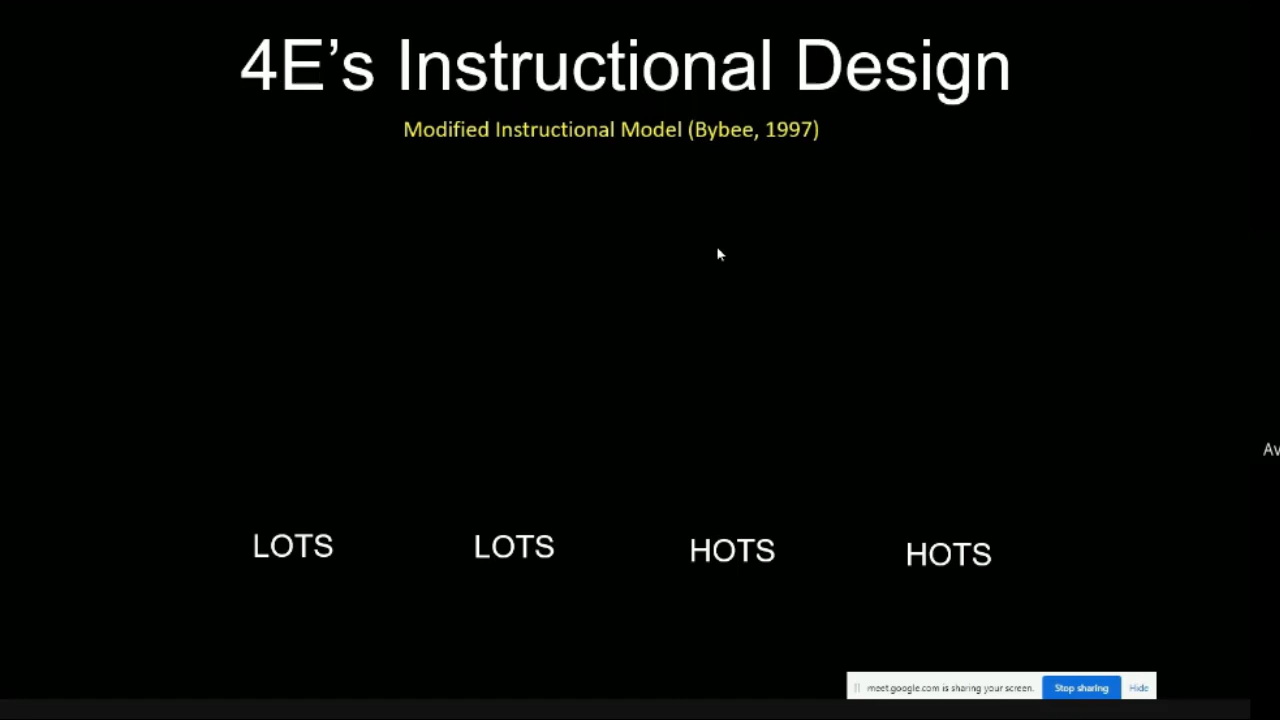 4E’s Instructional Design
Modified Instructional Model (Bybee, 1997)
Av
LOTS LOTS HOTS HOTS
meet.google.com is sharing your screen. Stop sharing Hide